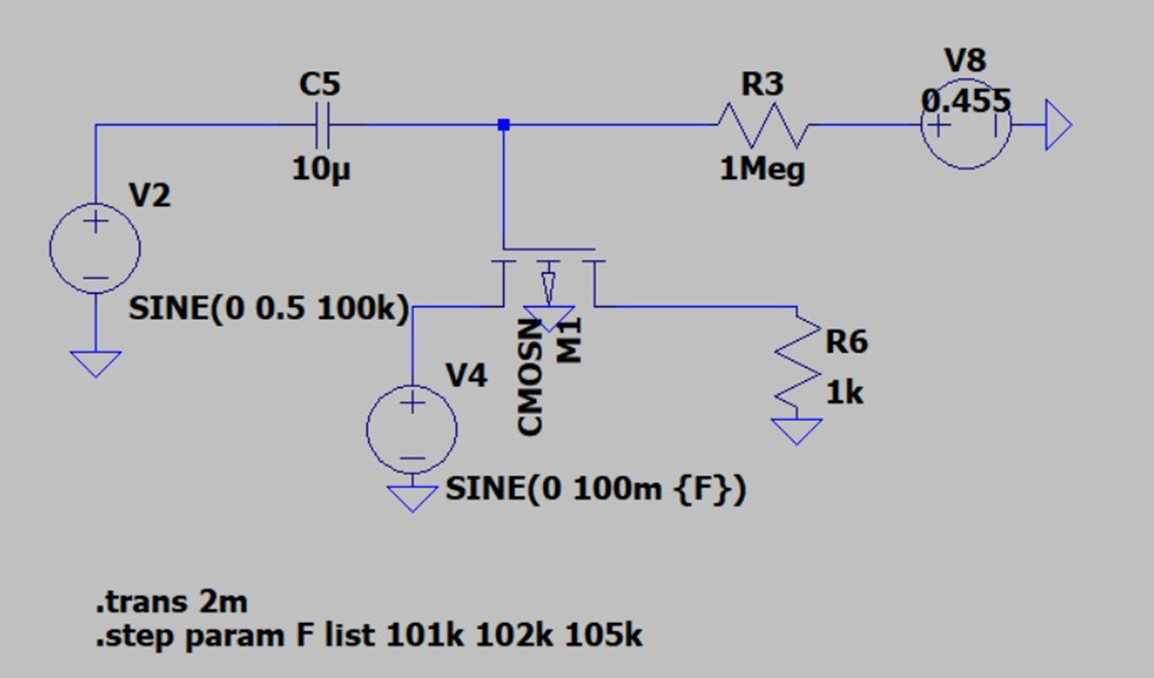 C5
10µ
R3
1Meg
V8
0.455
V2
SINE(0 0.5 100k)
CMOSN
M1
R6
1k
V4
SINE(0 100m {F})
.trans 2m
.step param F list 101k 102k 105k